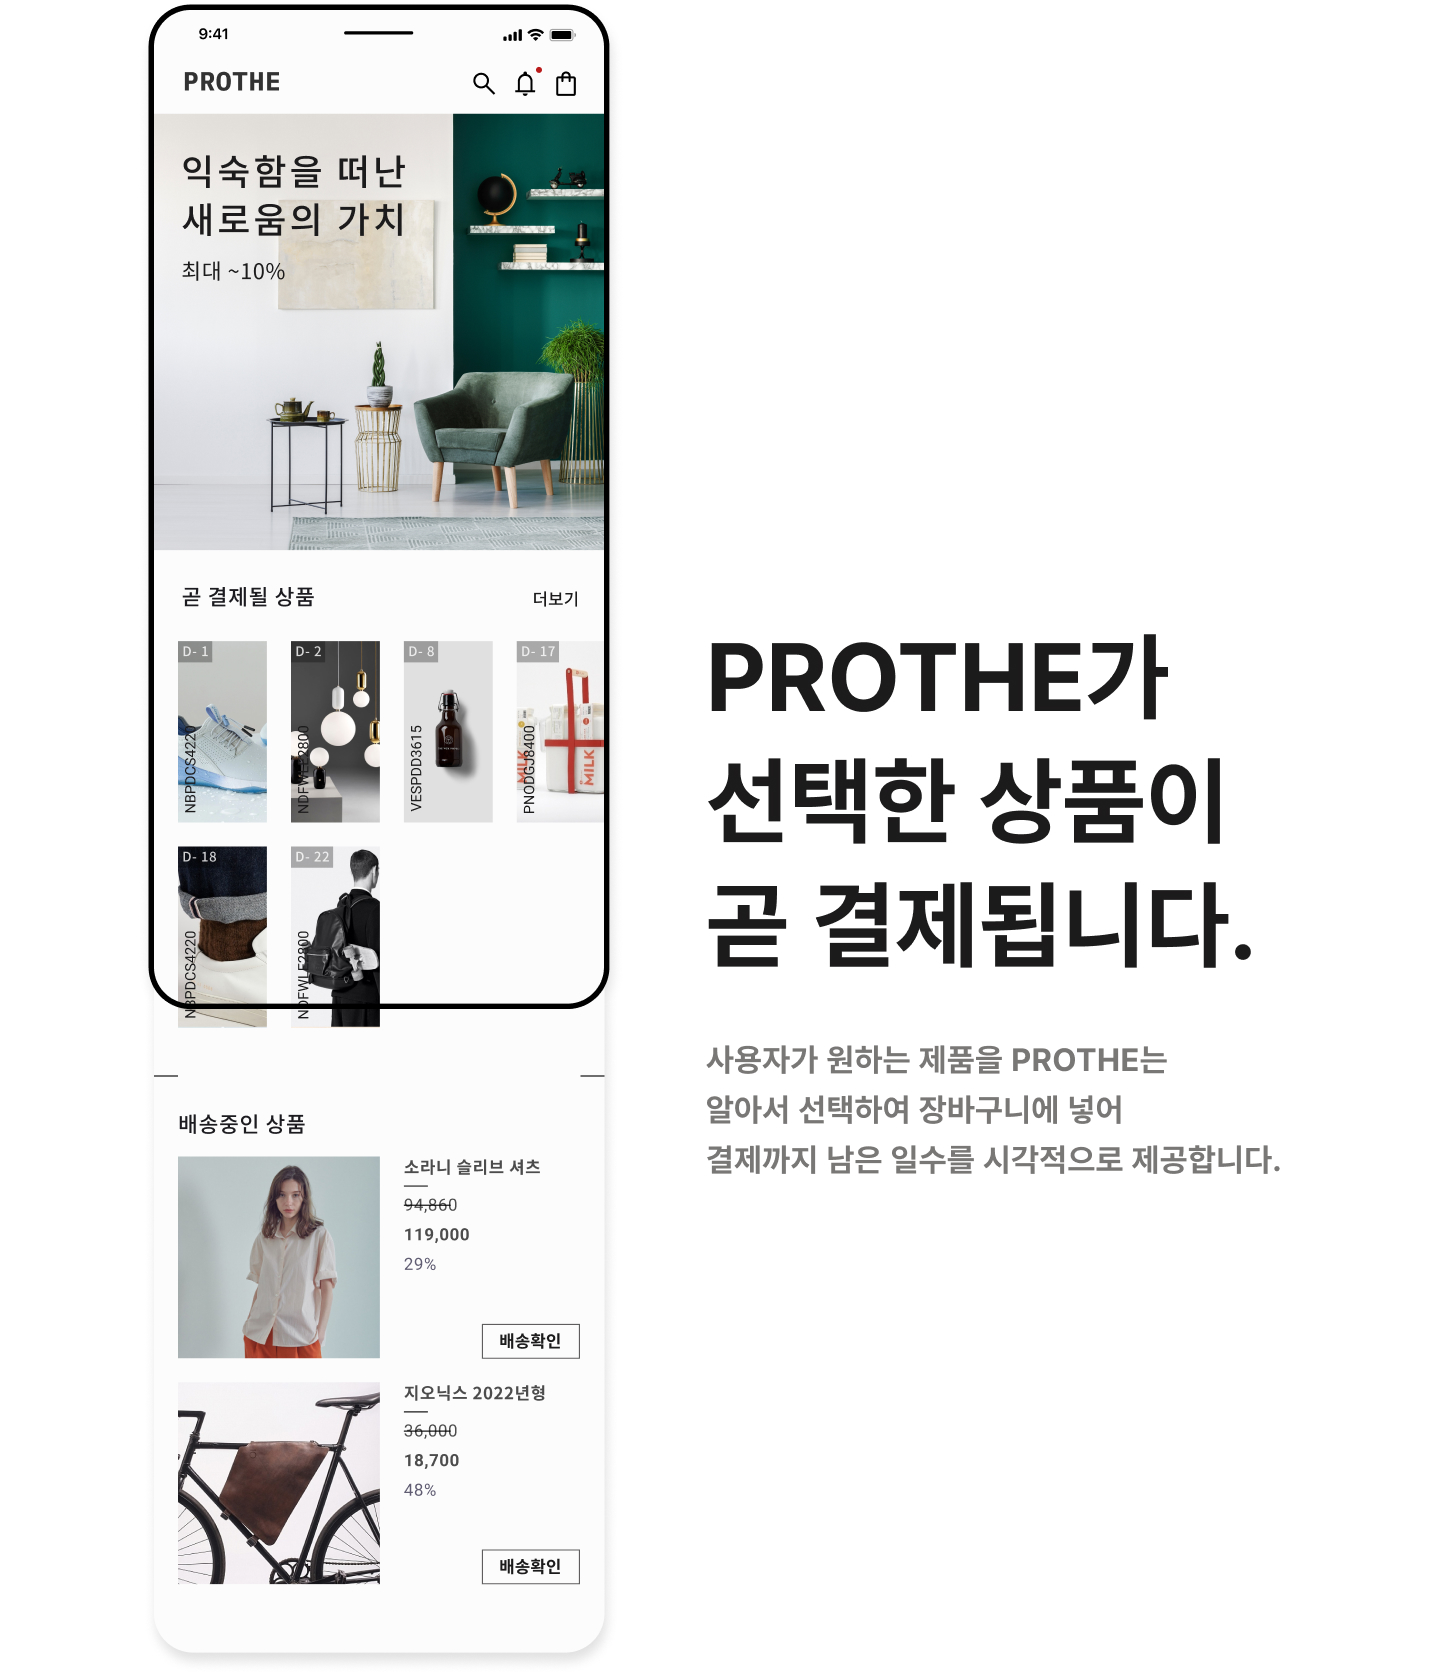 9:41
PROTHE
익숙함을 떠난
새로움의 가치
최대 ~10%
곧 결제될 상품
더보기
D- 1
NBPDCS4220
D- 2
NDFWLF2800
D- 8
VESPDD3615
D- 17
PNODGJ8400
MILK
MILK
D- 18
NBPDCS4220
D- 22
NDFWLF2800
배송중인 상품
소라니 슬리브 셔츠
94,860
119,000
29%
배송확인
지오닉스 2022년형
36,000
18,700
48%
배송확인
PROTHE가
선택한 상품이
곧 결제됩니다.
사용자가 원하는 제품을 PROTHE는
알아서 선택하여 장바구니에 넣어
결제까지 남은 일수를 시각적으로 제공합니다.